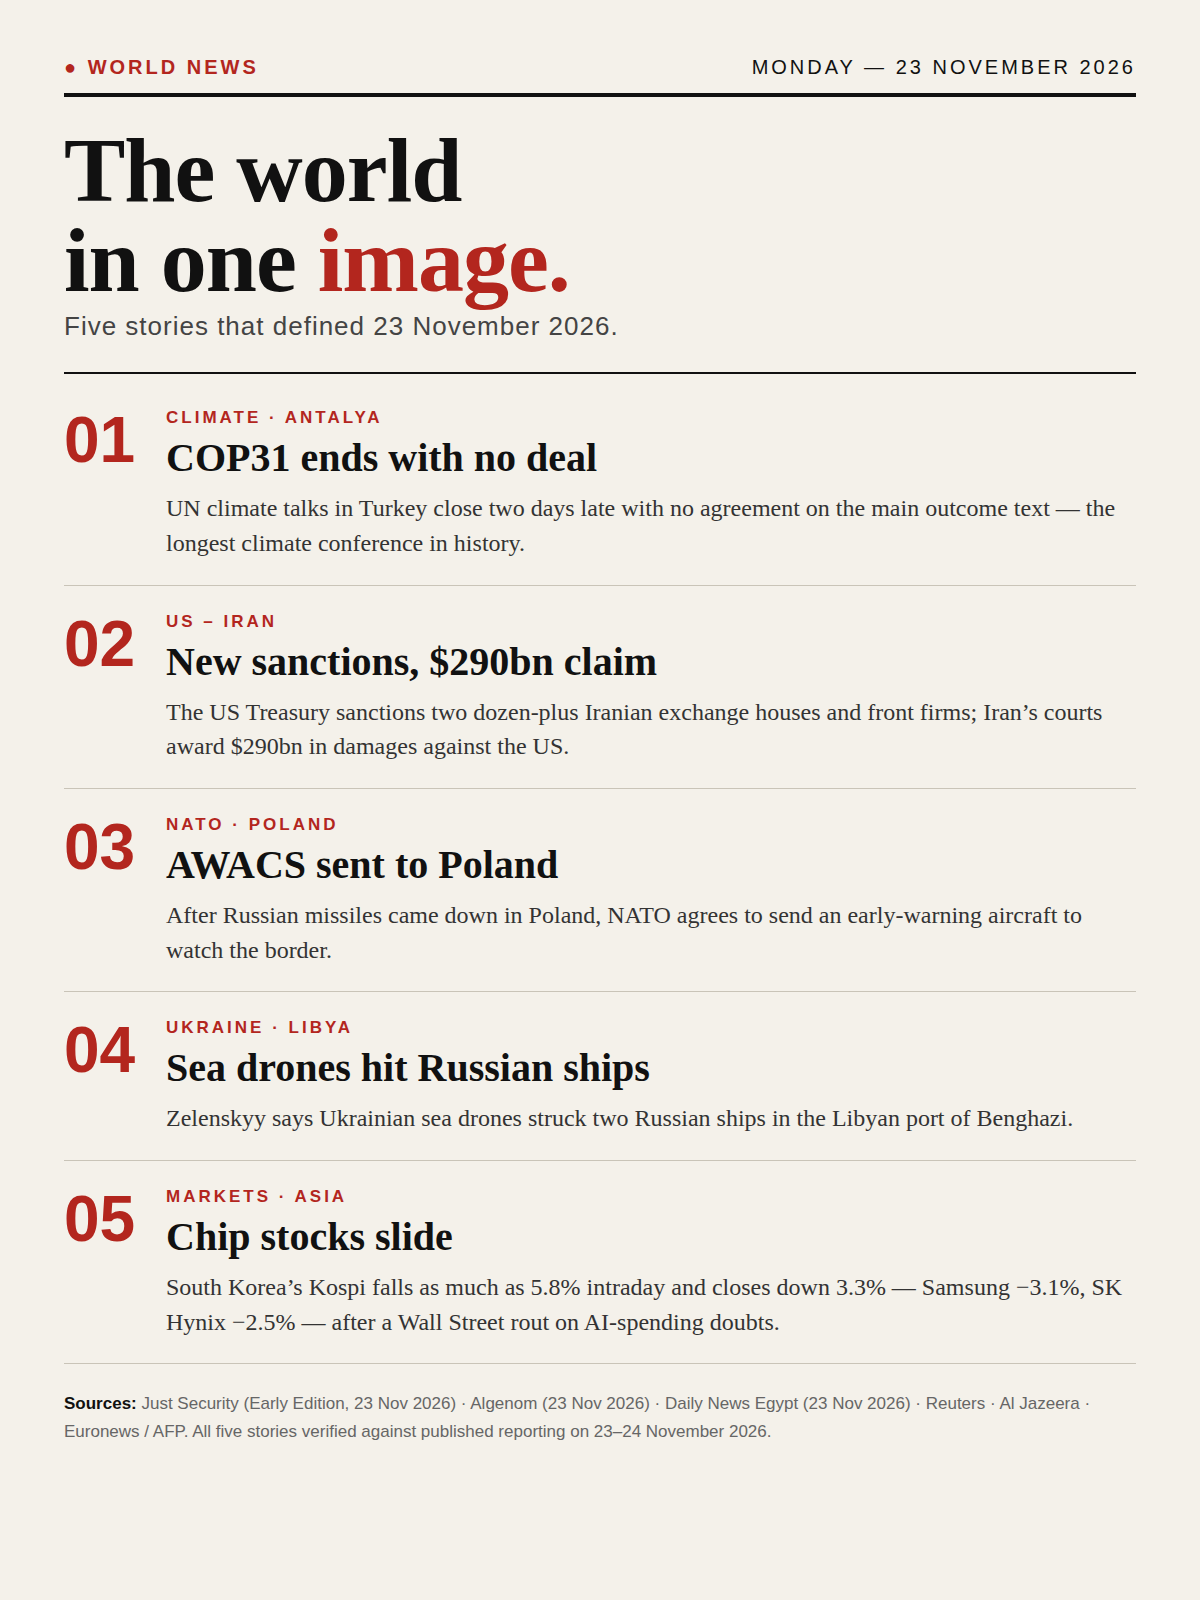 ● WORLD NEWS
MONDAY — 23 NOVEMBER 2026
The world
in one image.
Five stories that defined 23 November 2026.
01
CLIMATE · ANTALYA
COP31 ends with no deal
UN climate talks in Turkey close two days late with no agreement on the main outcome text — the
longest climate conference in history.
02
US – IRAN
New sanctions, $290bn claim
The US Treasury sanctions two dozen-plus Iranian exchange houses and front firms; Iran’s courts
award $290bn in damages against the US.
03
NATO · POLAND
AWACS sent to Poland
After Russian missiles came down in Poland, NATO agrees to send an early-warning aircraft to
watch the border.
04
UKRAINE · LIBYA
Sea drones hit Russian ships
Zelenskyy says Ukrainian sea drones struck two Russian ships in the Libyan port of Benghazi.
05
MARKETS · ASIA
Chip stocks slide
South Korea’s Kospi falls as much as 5.8% intraday and closes down 3.3% — Samsung −3.1%, SK
Hynix −2.5% — after a Wall Street rout on AI-spending doubts.
Sources: Just Security (Early Edition, 23 Nov 2026) · Algenom (23 Nov 2026) · Daily News Egypt (23 Nov 2026) · Reuters · Al Jazeera ·
Euronews / AFP. All five stories verified against published reporting on 23–24 November 2026.